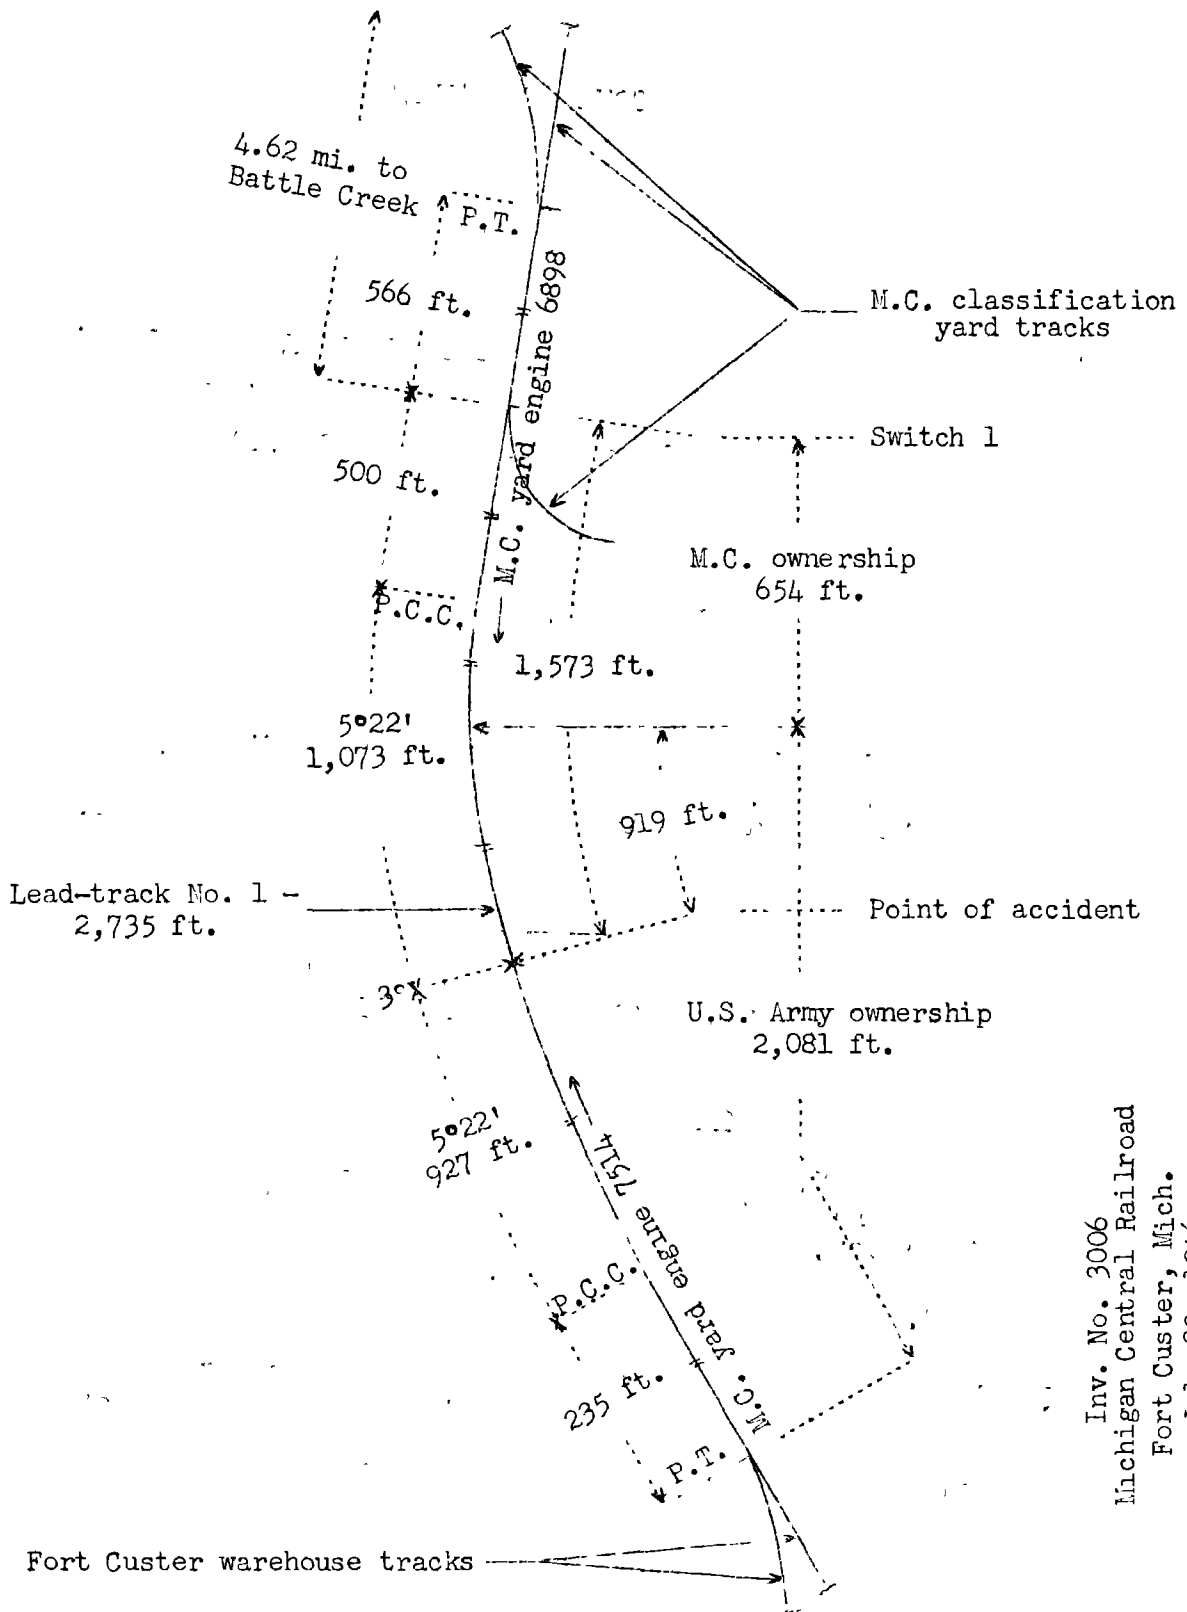 4.62 mi. to
Battle Creek
P.T.
566 ft.
M.C. yard engine 6898
M.C. classification
yard tracks
Switch 1
500 ft.
M.C. ownership
654 ft.
P.C.C.
1,573 ft.
5°22'
1,073 ft.
919 ft.
Lead-track No. 1 -
2,735 ft.
Point of accident
3°
U.S. Army ownership
2,081 ft.
5°22'
927 ft.
M.C. yard engine 7514
P.C.C.
235 ft.
P.T.
Fort Custer warehouse tracks
Inv. No. 3006
Michigan Central Railroad
Fort Custer, Mich.